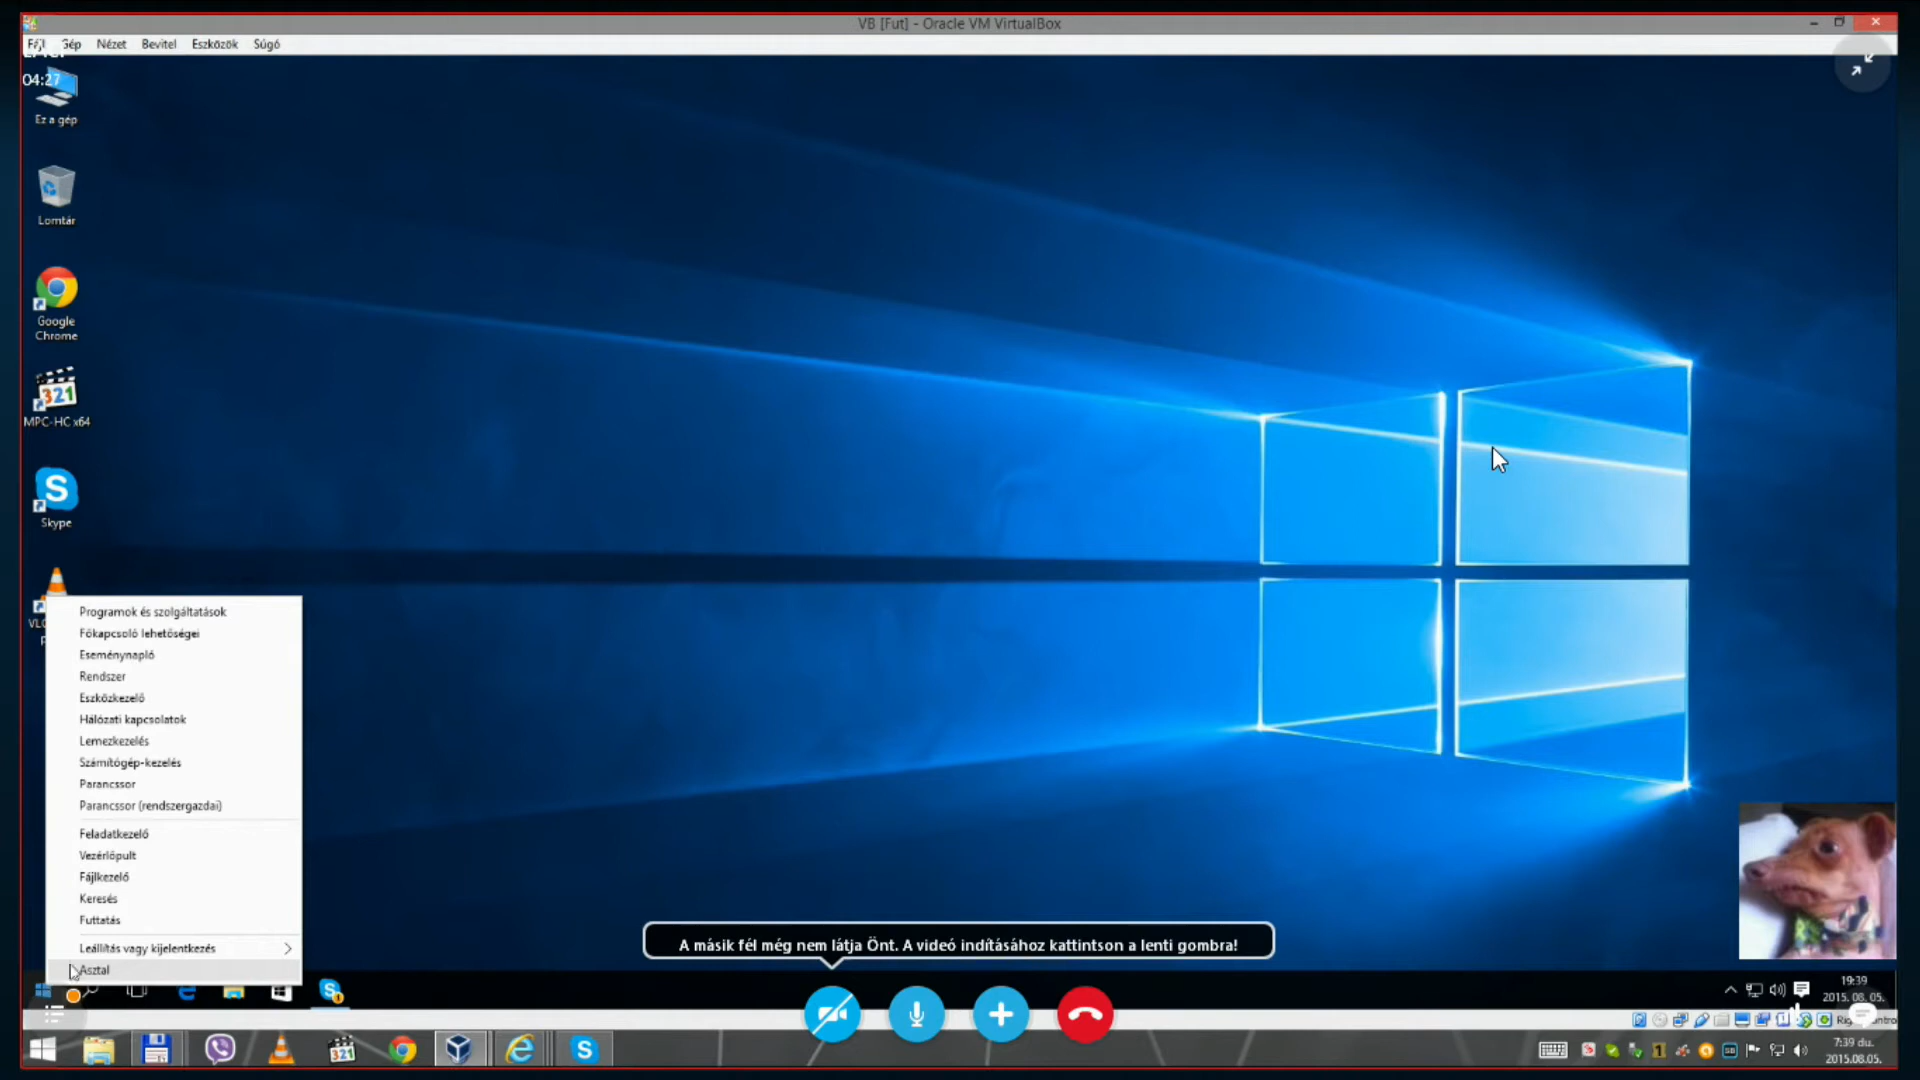 VB [Fut] - Oracle VM VirtualBox
Fájl Gép Nézet Bevitel Eszközök Súgó
04:27
Ez a gép
Lomtár
Google
Chrome
321
MPC-HC x64
S
Skype
Programok és szolgáltatások
Főkapcsoló lehetőségei
Eseménynapló
Rendszer
Eszközkezelő
Hálózati kapcsolatok
Lemezkezelés
Számítógép-kezelés
Parancssor
Parancssor (rendszergazdai)
Feladatkezelő
Vezérlőpult
Fájlkezelő
Keresés
Futtatás
Leállítás vagy kijelentkezés
Asztal
A másik fél még nem látja Önt. A videó indításához kattintson a lenti gombra!
19:39
2015. 08. 05.
321
7:39 du.
2015.08.05.